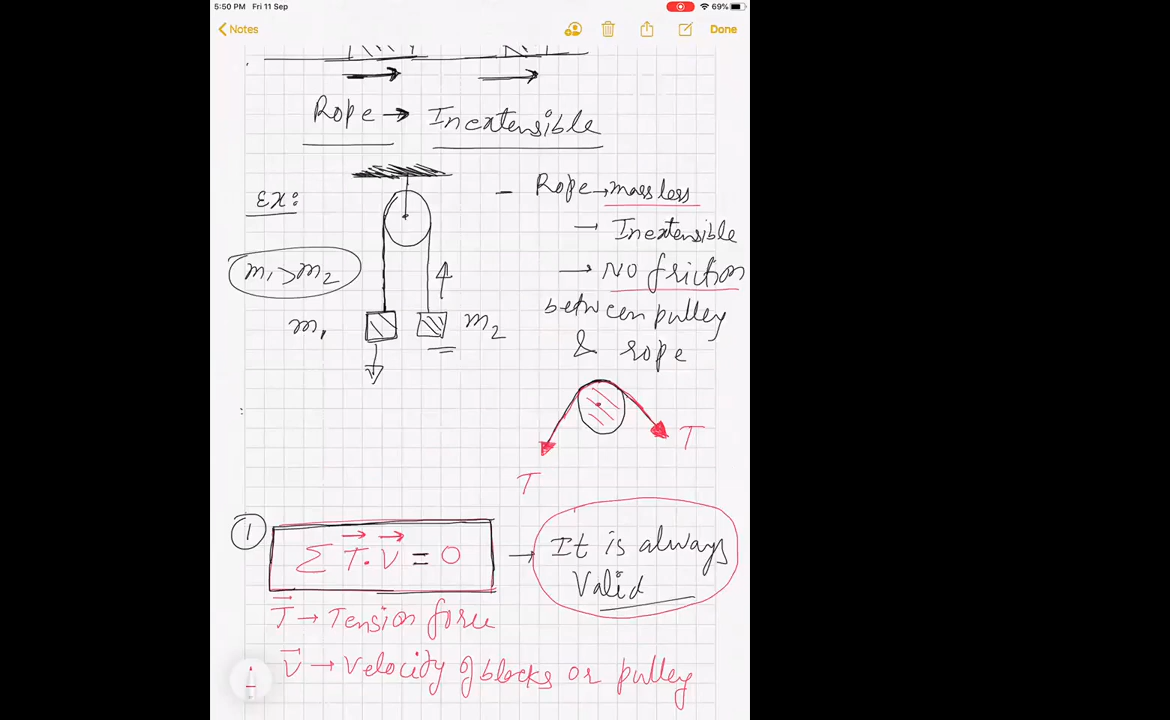 5:50 PM Fri 11 Sep
69%
Notes
Done
Rope → Inextensible
Ex:
- Rope → massless
→ Inextensible
m₁ > m₂
→ No friction
between pulley
& rope
m₁
m₂
T
T
① Σ T⃗ · v⃗ = 0 → It is always
Valid
T⃗ → Tension force
v⃗ → Velocity of blocks or pulley